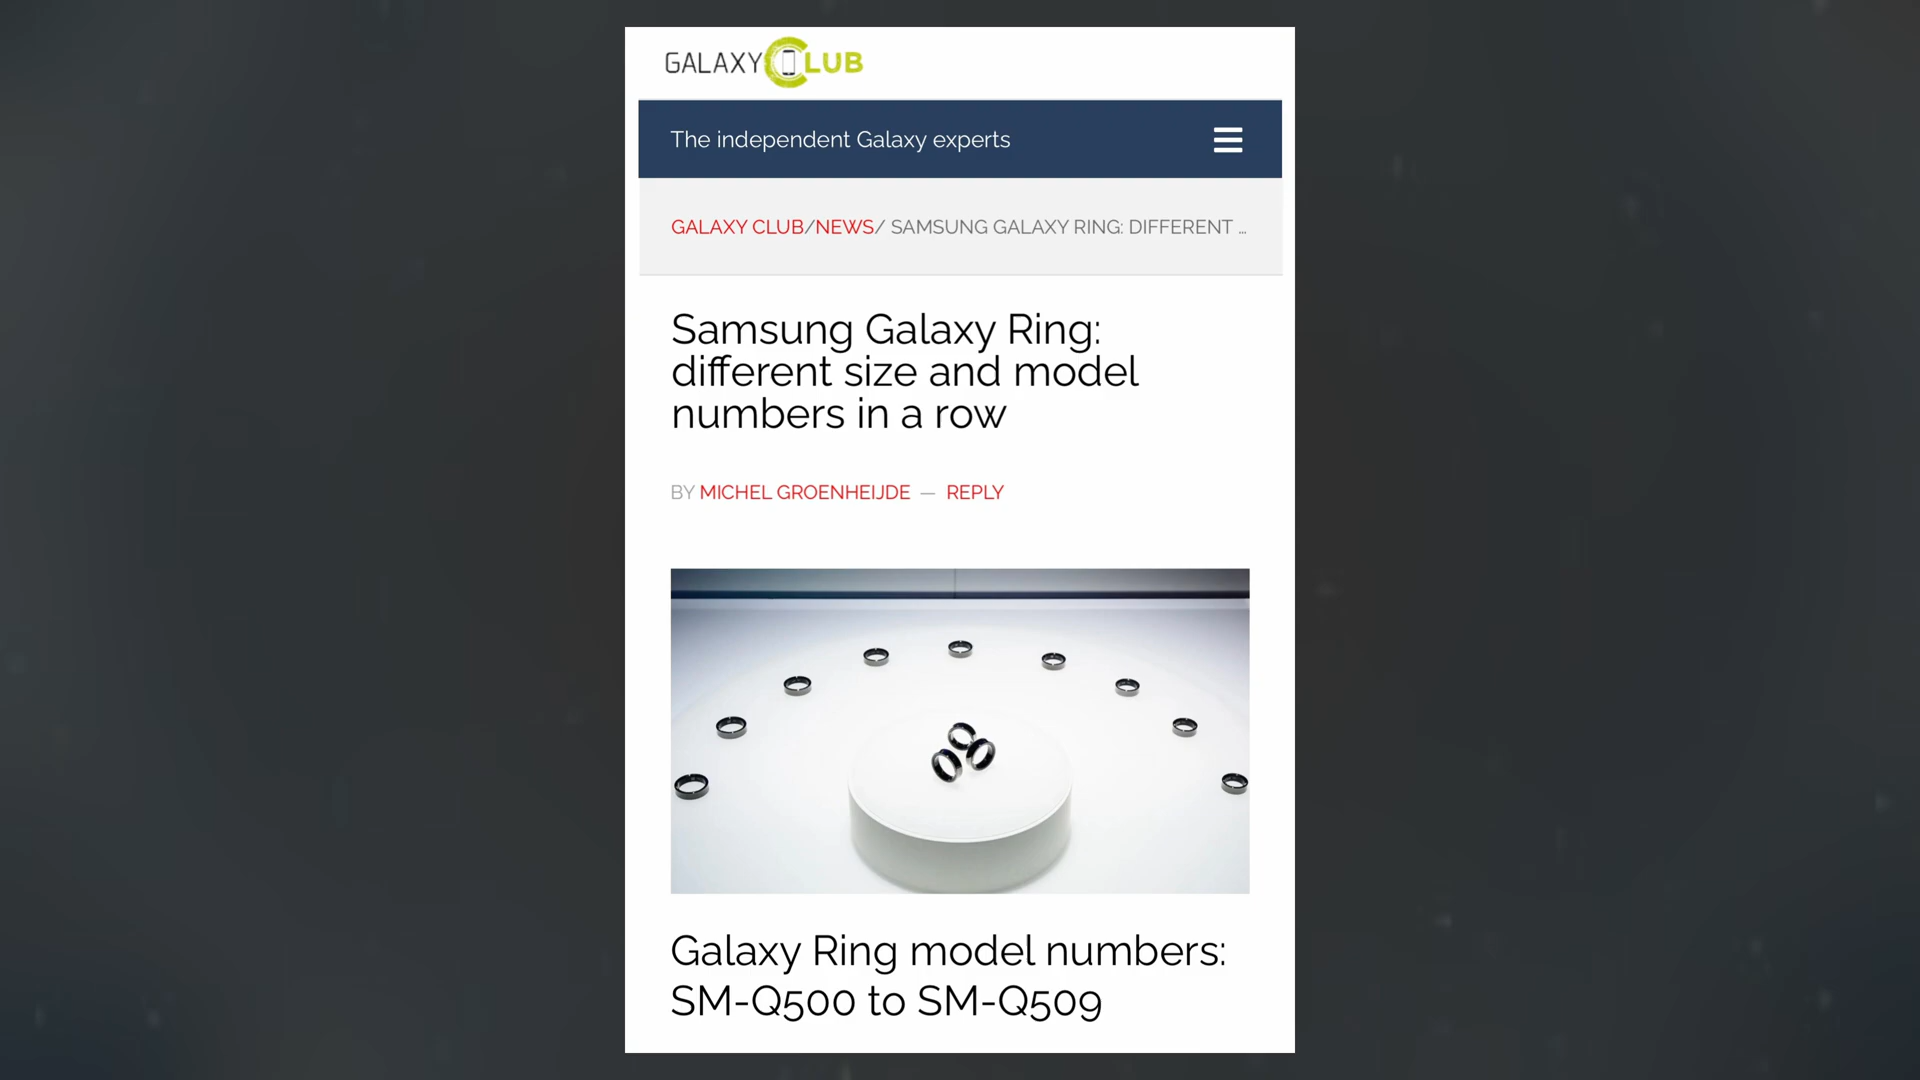 GALAXY CLUB
The independent Galaxy experts
GALAXY CLUB/NEWS/ SAMSUNG GALAXY RING: DIFFERENT ...
Samsung Galaxy Ring:
different size and model
numbers in a row
BY MICHEL GROENHEIJDE — REPLY
Galaxy Ring model numbers:
SM-Q500 to SM-Q509